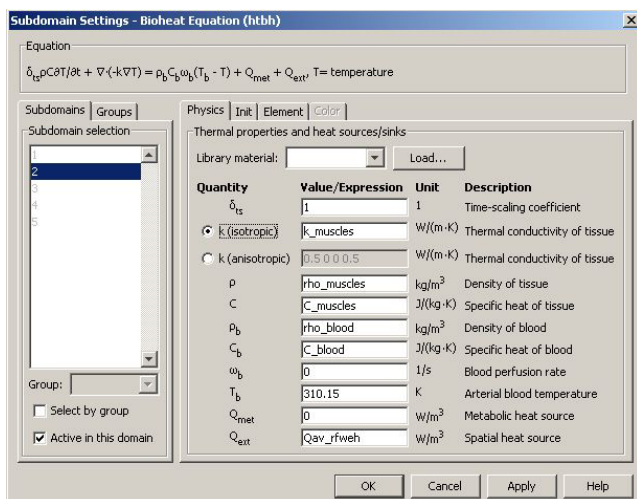 Subdomain Settings - Bioheat Equation (htbh)
Equation
δtsρC∂T/∂t + ∇·(-k∇T) = ρbCbωb(Tb - T) + Qmet + Qext, T= temperature
Subdomains Groups
Subdomain selection
1
2
3
4
5
Group:
Select by group
Active in this domain
Physics Init Element Color
Thermal properties and heat sources/sinks
Library material: Load...
Quantity Value/Expression Unit Description
δts 1 1 Time-scaling coefficient
k (isotropic) k_muscles W/(m·K) Thermal conductivity of tissue
k (anisotropic) 0.5 0 0 0.5 W/(m·K) Thermal conductivity of tissue
ρ rho_muscles kg/m³ Density of tissue
C C_muscles J/(kg·K) Specific heat of tissue
ρb rho_blood kg/m³ Density of blood
Cb C_blood J/(kg·K) Specific heat of blood
ωb 0 1/s Blood perfusion rate
Tb 310.15 K Arterial blood temperature
Qmet 0 W/m³ Metabolic heat source
Qext Qav_rfweh W/m³ Spatial heat source
OK Cancel Apply Help